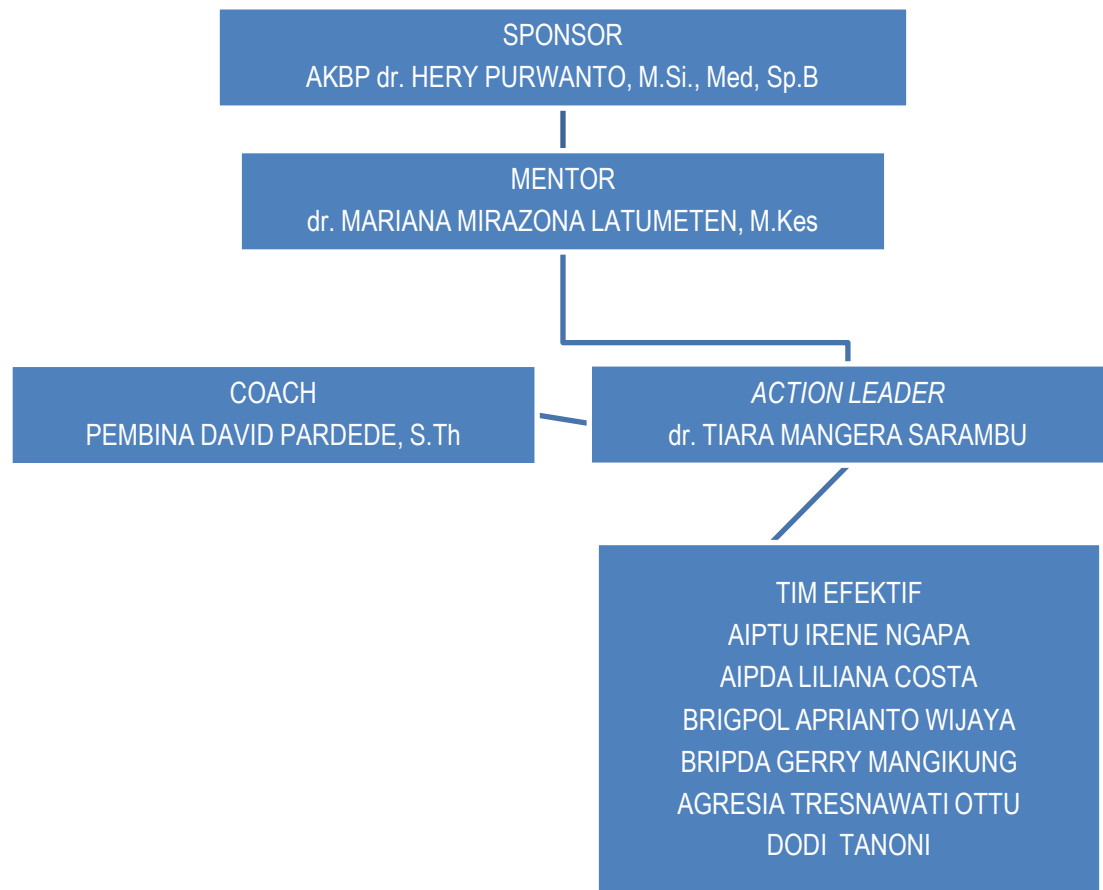 SPONSOR
AKBP dr. HERY PURWANTO, M.Si., Med, Sp.B
MENTOR
dr. MARIANA MIRAZONA LATUMETEN, M.Kes
COACH
PEMBINA DAVID PARDEDE, S.Th
ACTION LEADER
dr. TIARA MANGERA SARAMBU
TIM EFEKTIF
AIPTU IRENE NGAPA
AIPDA LILIANA COSTA
BRIGPOL APRIANTO WIJAYA
BRIPDA GERRY MANGIKUNG
AGRESIA TRESNAWATI OTTU
DODI  TANONI